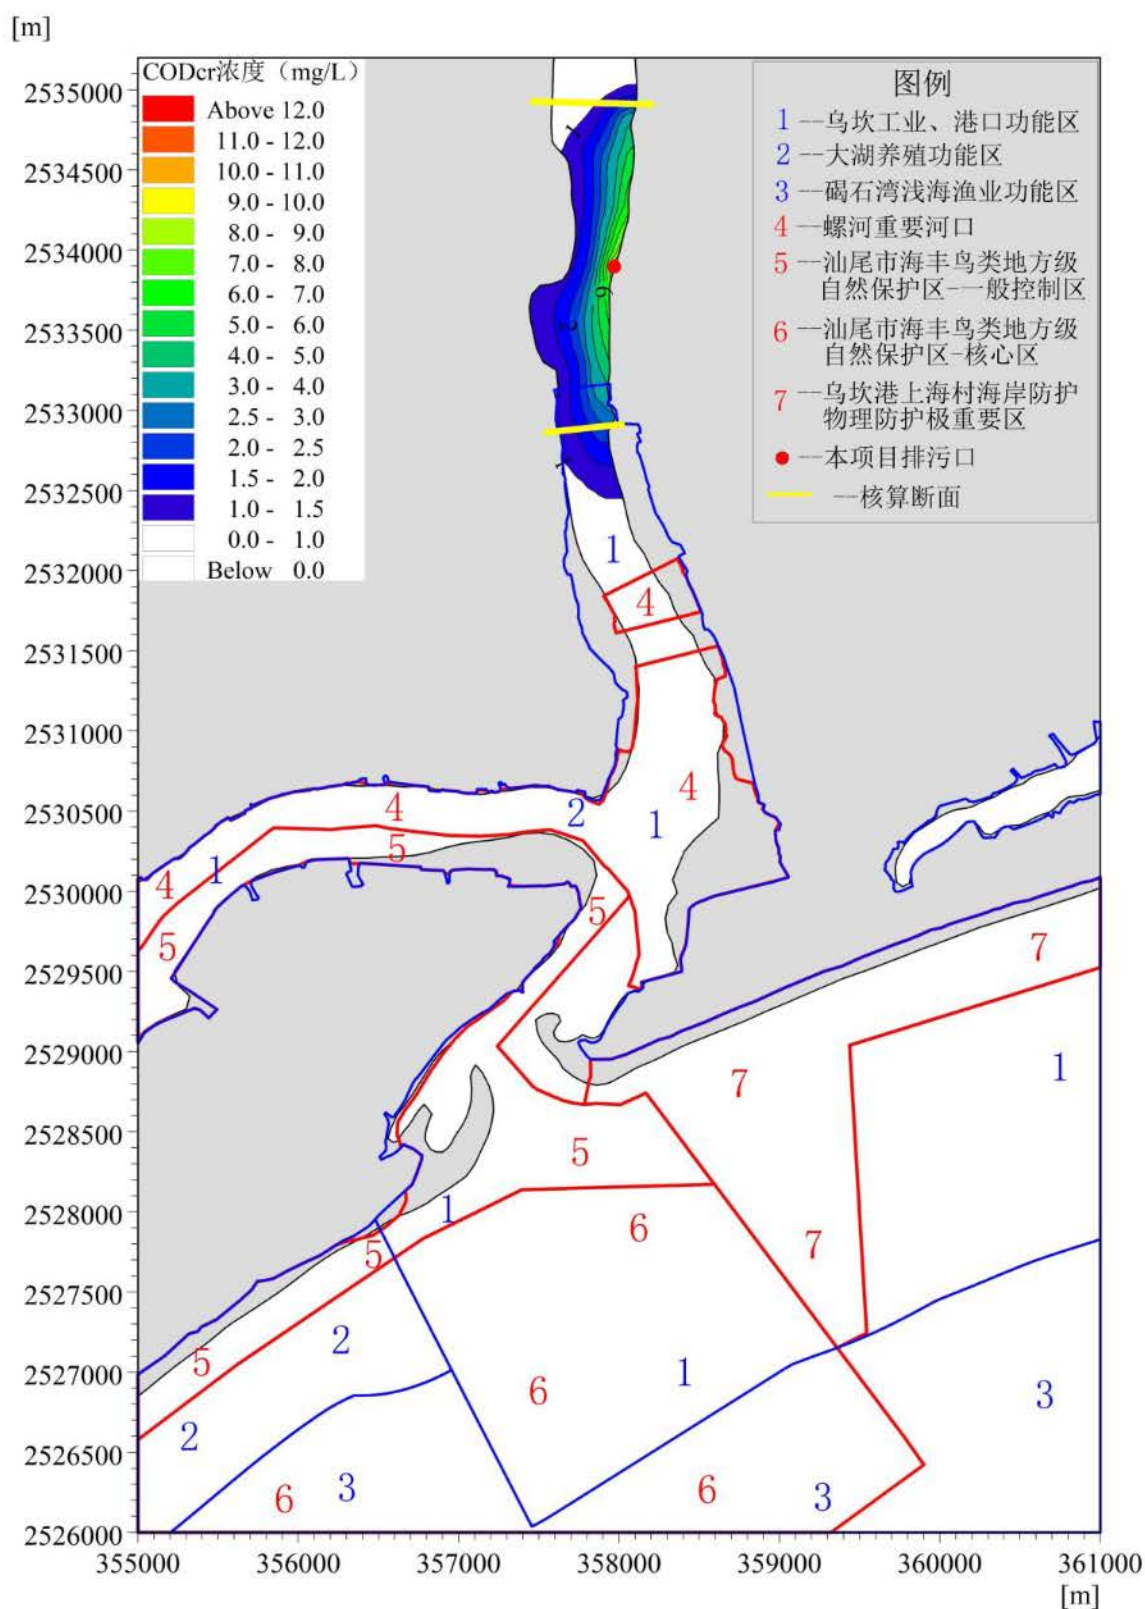 [m]
CODcr浓度（mg/L）
Above 12.0
11.0 - 12.0
10.0 - 11.0
9.0 - 10.0
8.0 - 9.0
7.0 - 8.0
6.0 - 7.0
5.0 - 6.0
4.0 - 5.0
3.0 - 4.0
2.5 - 3.0
2.0 - 2.5
1.5 - 2.0
1.0 - 1.5
0.0 - 1.0
Below 0.0
图例
1 --乌坎工业、港口功能区
2 --大湖养殖功能区
3 --碣石湾浅海渔业功能区
4 --螺河重要河口
5 --汕尾市海丰鸟类地方级
自然保护区-一般控制区
6 --汕尾市海丰鸟类地方级
自然保护区-核心区
7 --乌坎港上海村海岸防护
物理防护极重要区
--本项目排污口
--核算断面
2535000
2534500
2534000
2533500
2533000
2532500
2532000
2531500
2531000
2530500
2530000
2529500
2529000
2528500
2528000
2527500
2527000
2526500
2526000
1
6
2
1
1
4
4
4
2
1
5
1
4
5
5
7
1
7
5
1
6
5
7
2
5
6
1
3
2
6
3
6
3
355000 356000 357000 358000 359000 360000 361000
[m]